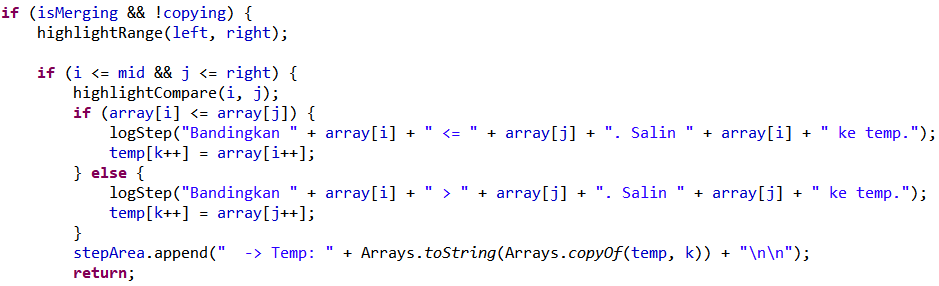 if (isMerging && !copying) {
    highlightRange(left, right);

    if (i <= mid && j <= right) {
        highlightCompare(i, j);
        if (array[i] <= array[j]) {
            logStep("Bandingkan " + array[i] + " <= " + array[j] + ". Salin " + array[i] + " ke temp.");
            temp[k++] = array[i++];
        } else {
            logStep("Bandingkan " + array[i] + " > " + array[j] + ". Salin " + array[j] + " ke temp.");
            temp[k++] = array[j++];
        }
        stepArea.append("  -> Temp: " + Arrays.toString(Arrays.copyOf(temp, k)) + "\n\n");
        return;